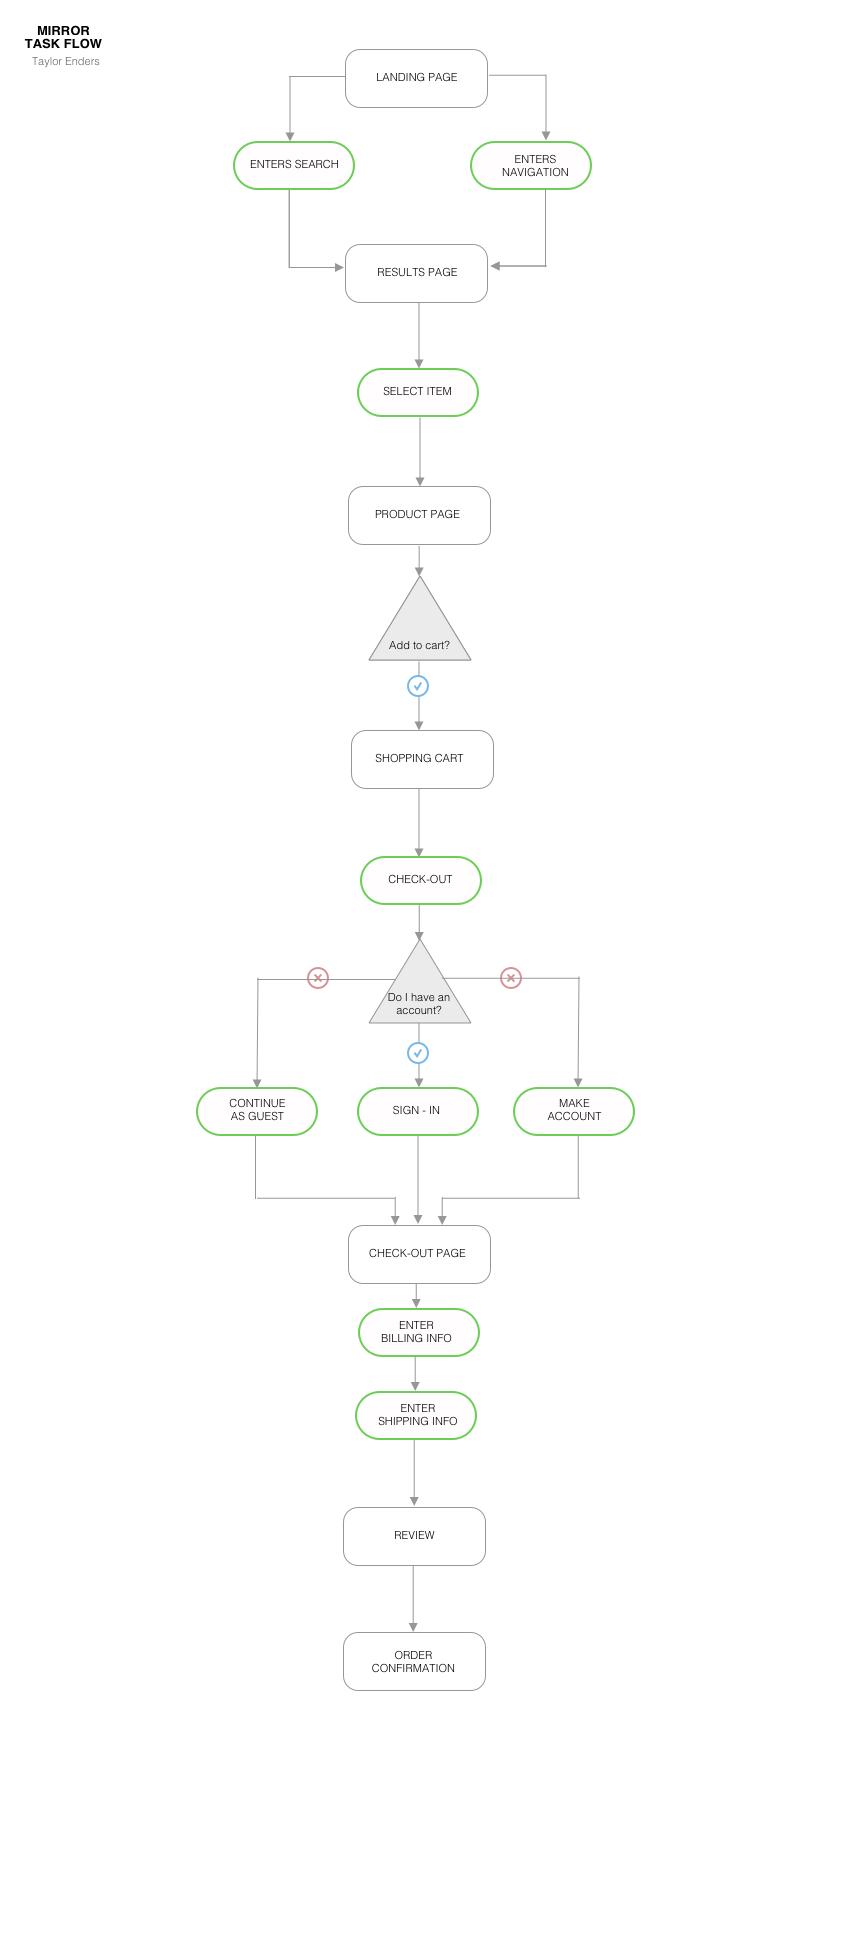 MIRROR
TASK FLOW
Taylor Enders
LANDING PAGE
ENTERS SEARCH
ENTERS
NAVIGATION
RESULTS PAGE
SELECT ITEM
PRODUCT PAGE
Add to cart?
SHOPPING CART
CHECK-OUT
Do I have an
account?
CONTINUE
AS GUEST
SIGN - IN
MAKE
ACCOUNT
CHECK-OUT PAGE
ENTER
BILLING INFO
ENTER
SHIPPING INFO
REVIEW
ORDER
CONFIRMATION